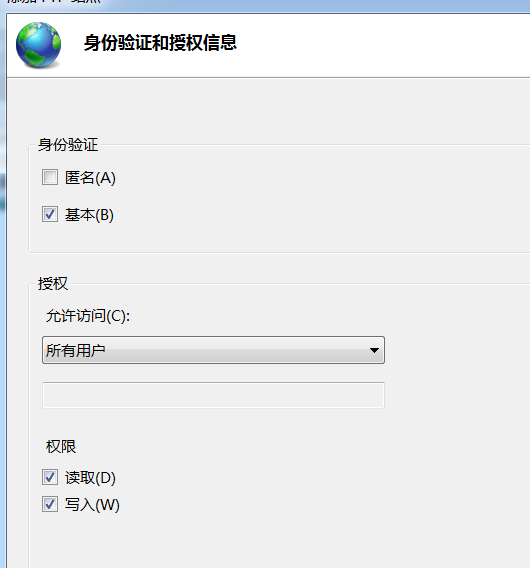 身份验证和授权信息
身份验证
匿名(A)
基本(B)
授权
允许访问(C):
所有用户
权限
读取(D)
写入(W)